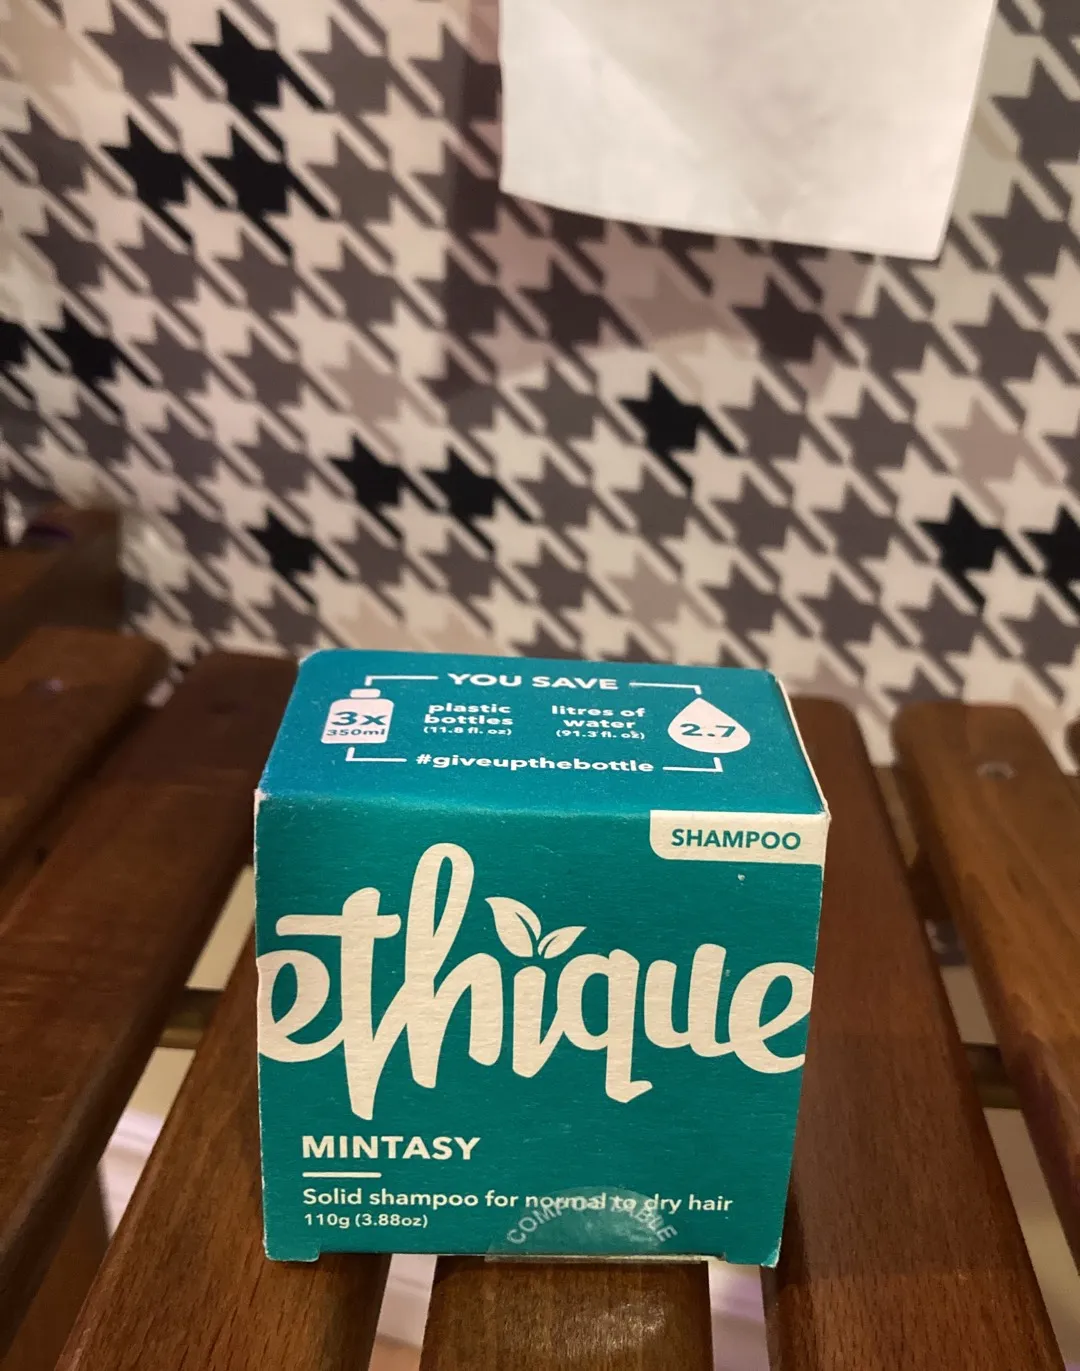 YOU SAVE
3x
350ml
plastic
bottles
(11.8 fl. oz)
litres of
water
(91.3 fl. oz)
2.7
#giveupthebottle
SHAMPOO
ethique
MINTASY
Solid shampoo for normal to dry hair
110g (3.88oz)
COMPOSTABLE